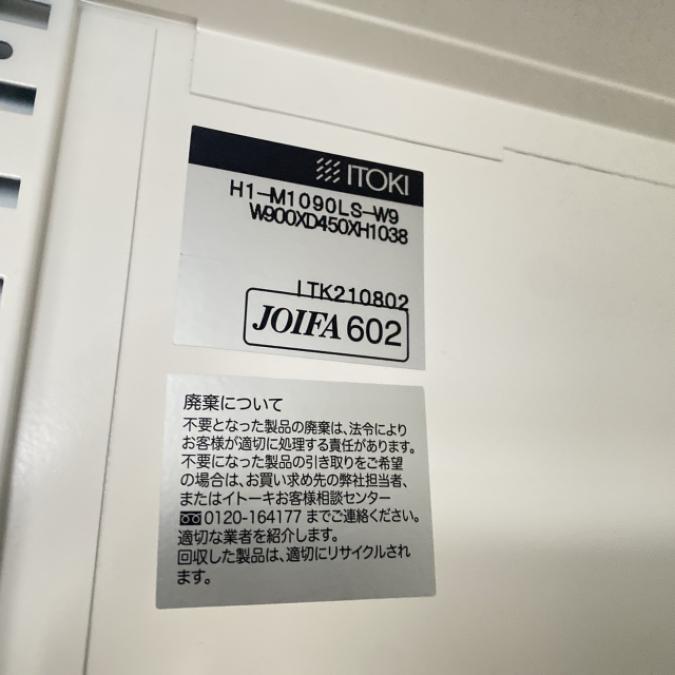 ITOKI
H1-M1090LS-W9
W900XD450XH1038
ITK210802
JOIFA 602
廃棄について
不要となった製品の廃棄は、法令により
お客様が適切に処理する責任があります。
不要になった製品の引き取りをご希望
の場合は、お買い求め先の弊社担当者、
またはイトーキお客様相談センター
0120-164177 までご連絡ください。
適切な業者を紹介します。
回収した製品は、適切にリサイクルされ
ます。